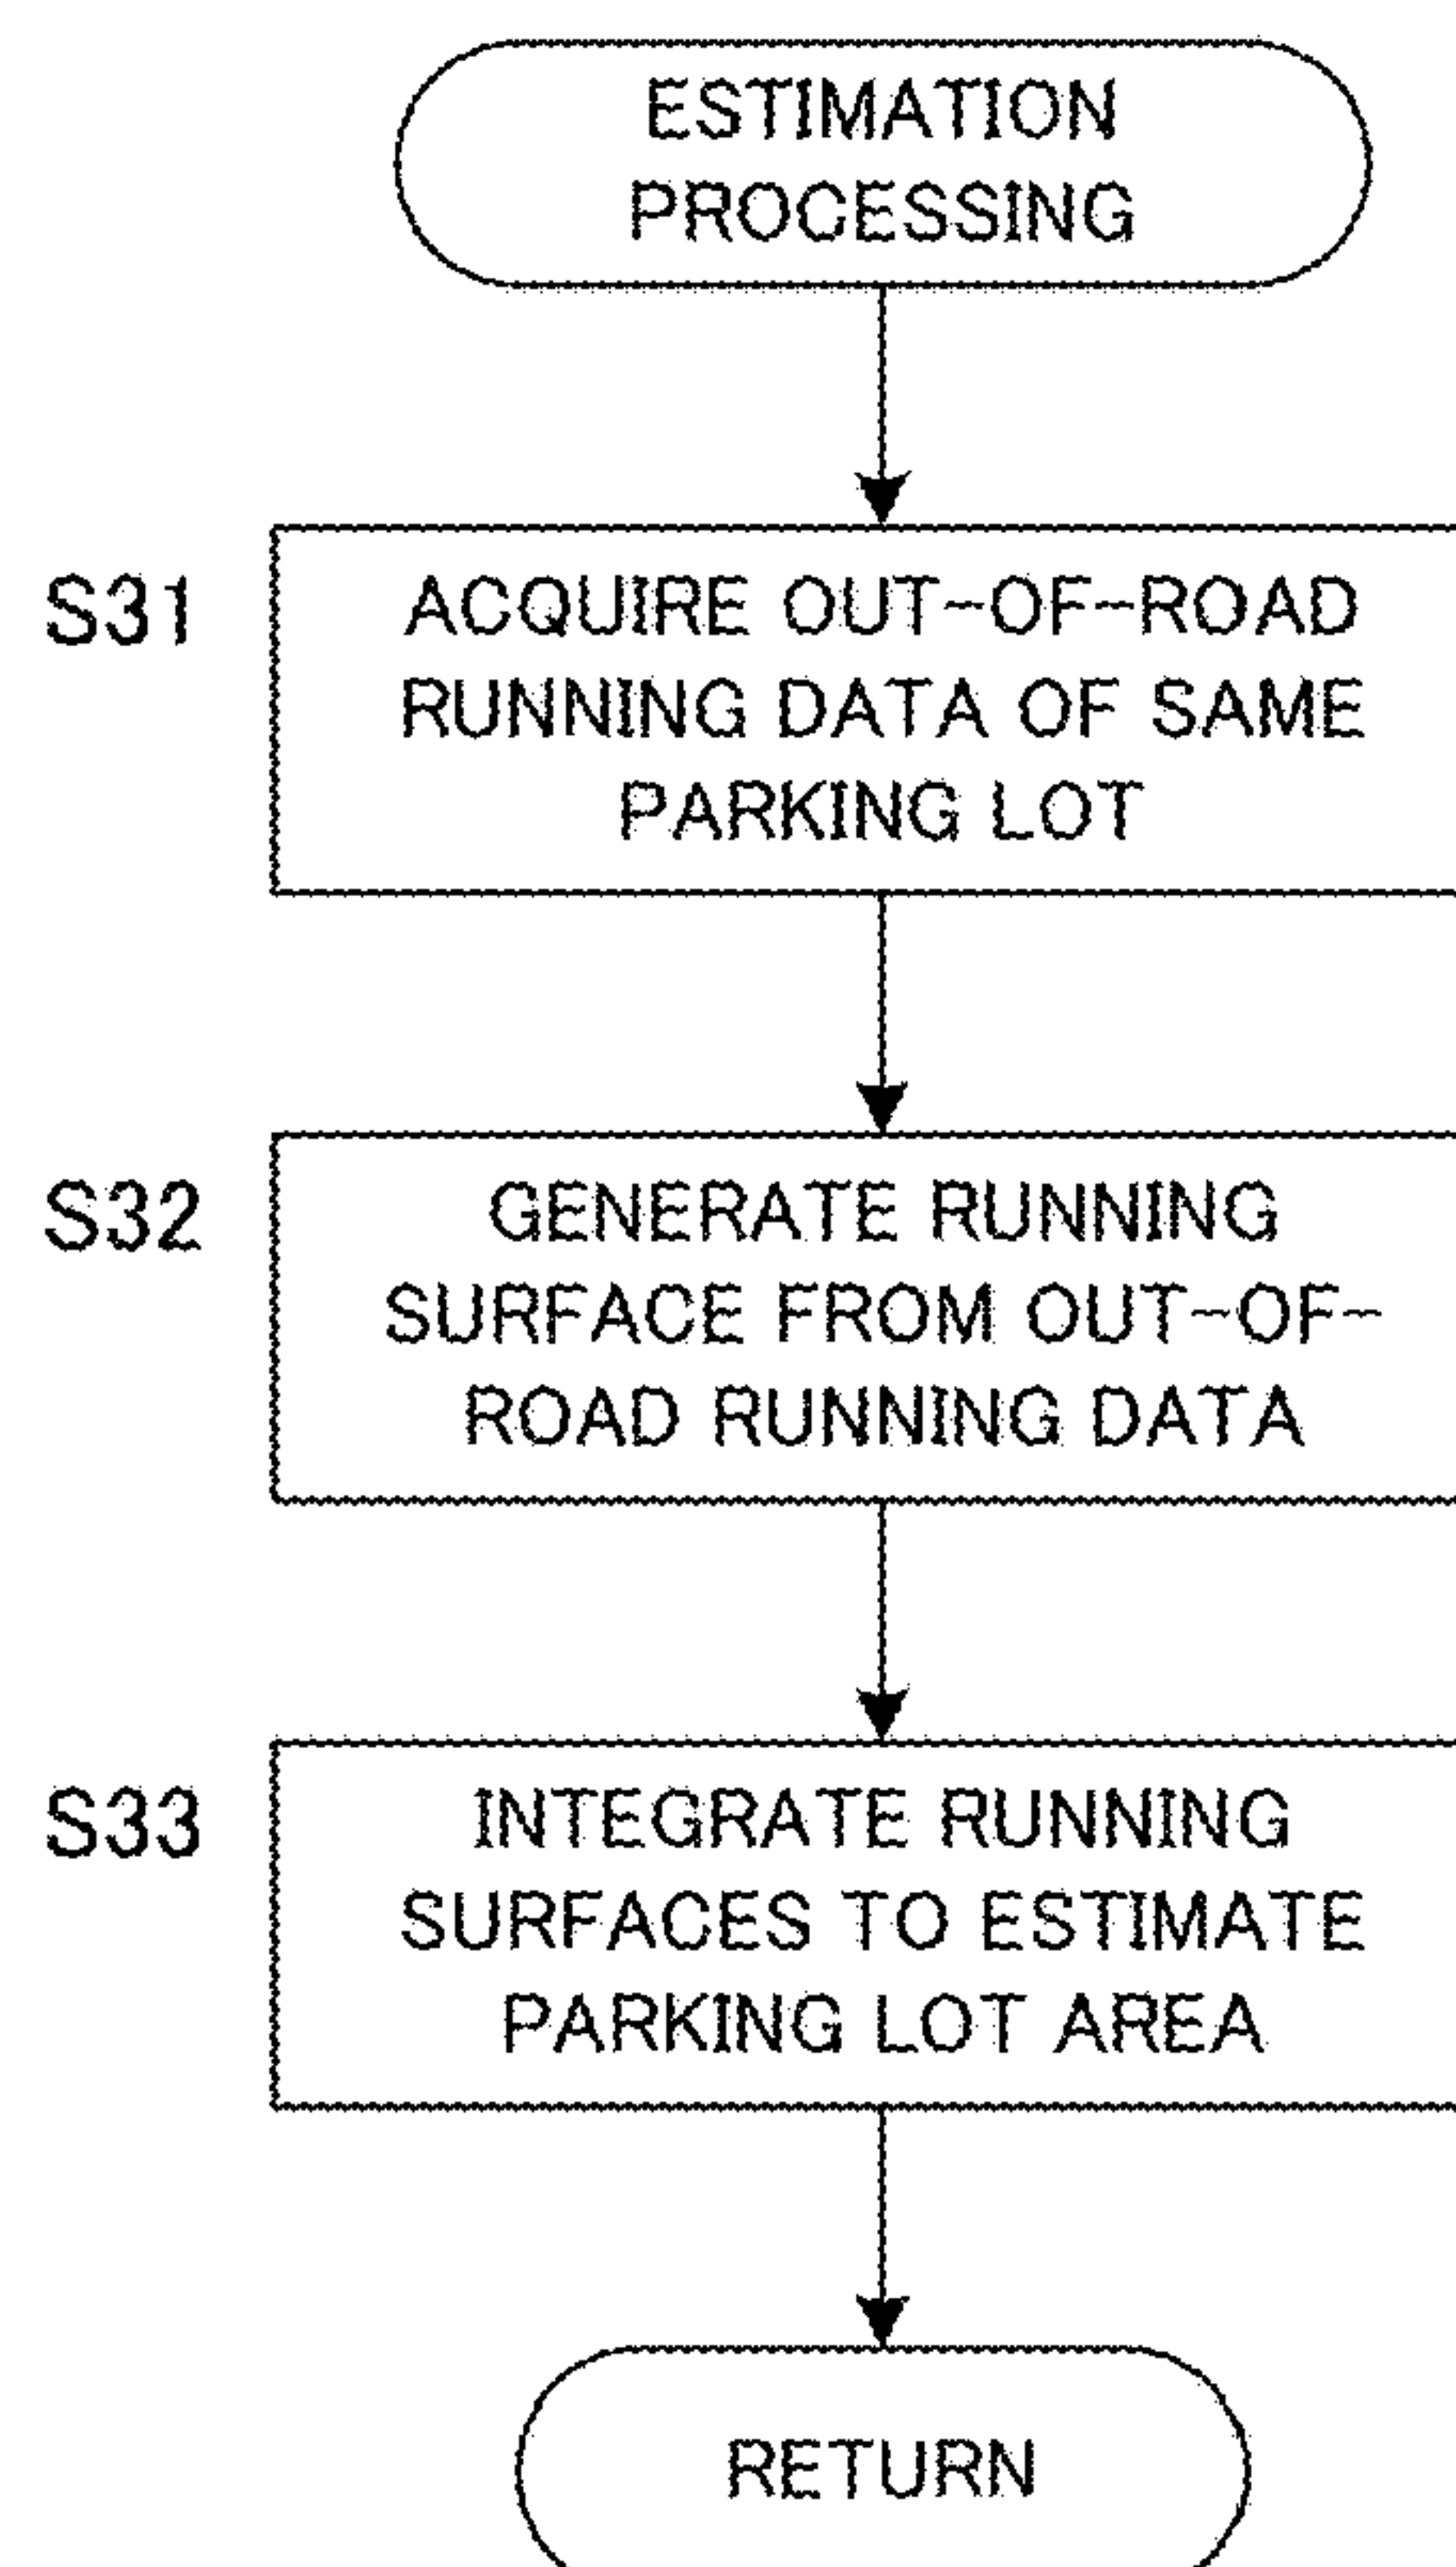 ESTIMATION
PROCESSING
S31
ACQUIRE OUT-OF-ROAD
RUNNING DATA OF SAME
PARKING LOT
S32
GENERATE RUNNING
SURFACE FROM OUT-OF-
ROAD RUNNING DATA
S33
INTEGRATE RUNNING
SURFACES TO ESTIMATE
PARKING LOT AREA
RETURN